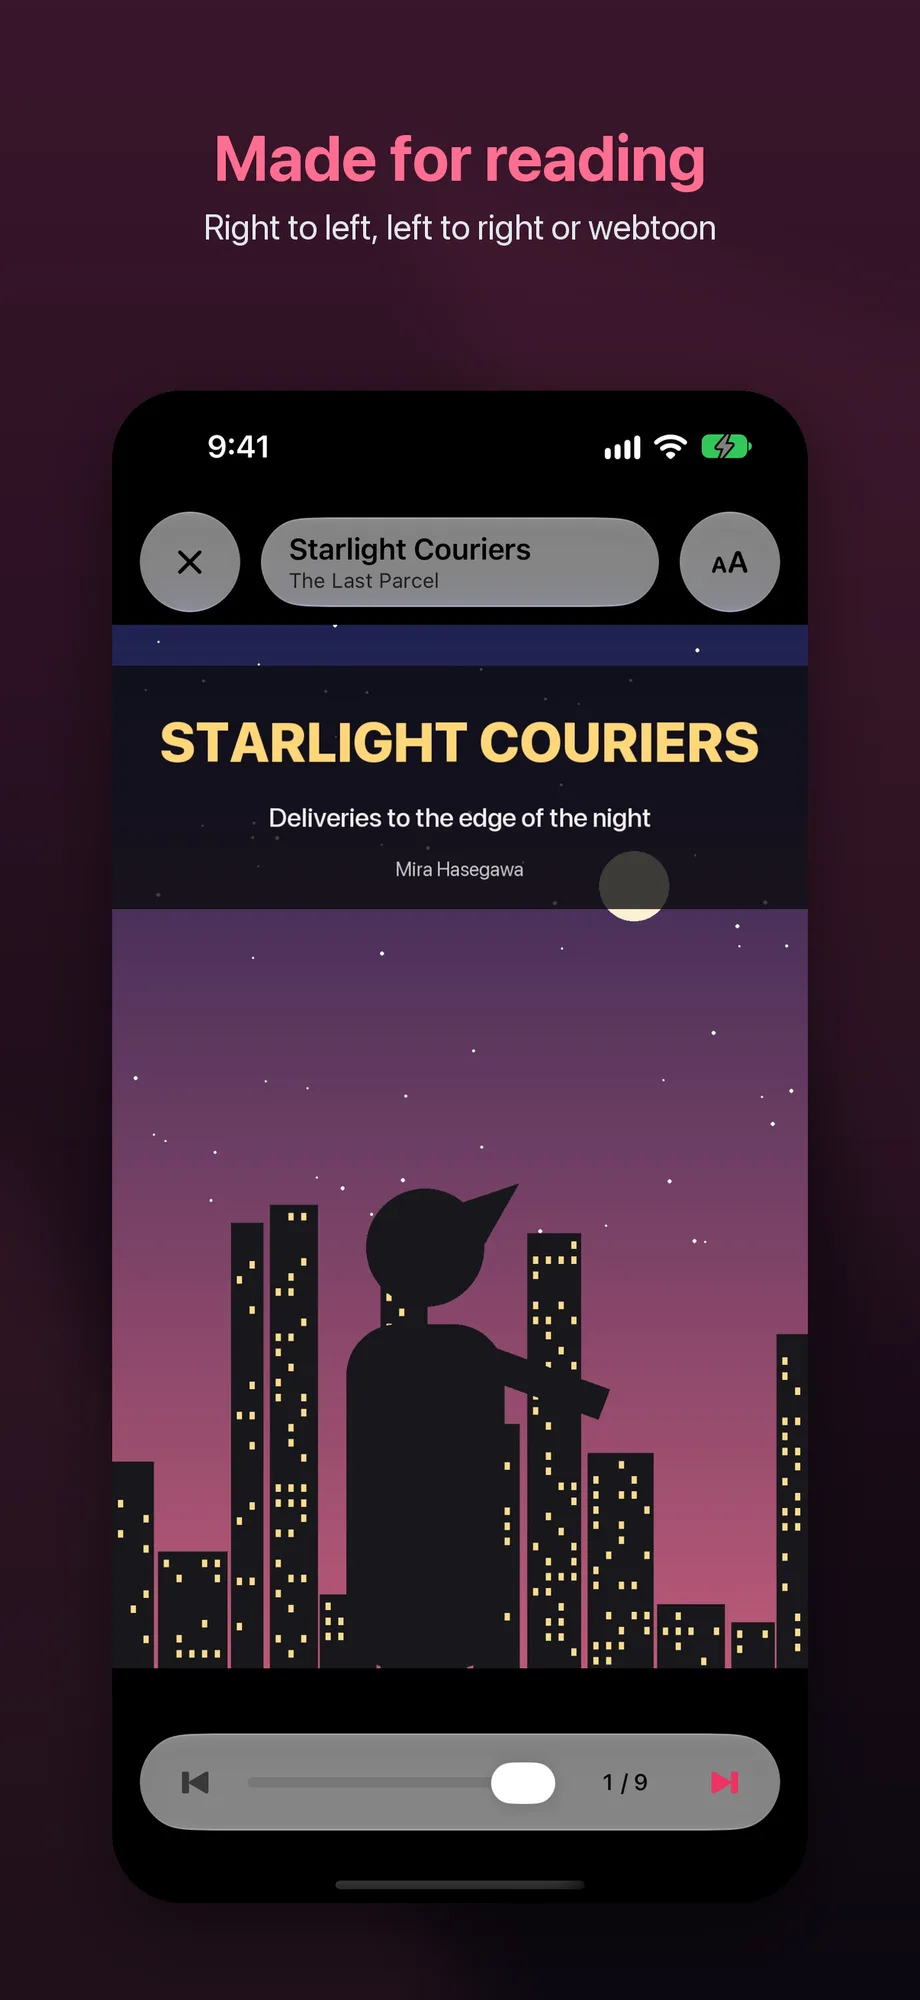 Made for reading
Right to left, left to right or webtoon
9:41
Starlight Couriers
The Last Parcel
AA
STARLIGHT COURIERS
Deliveries to the edge of the night
Mira Hasegawa
1 / 9